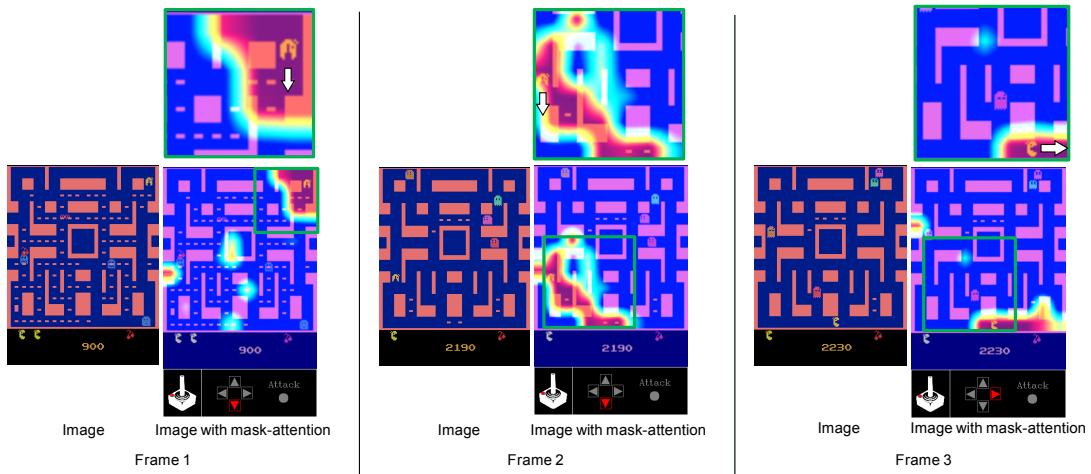 900
900
Attack
Image
Image with mask-attention
Frame 1
2190
2190
Attack
Image
Image with mask-attention
Frame 2
2230
2230
Attack
Image
Image with mask-attention
Frame 3